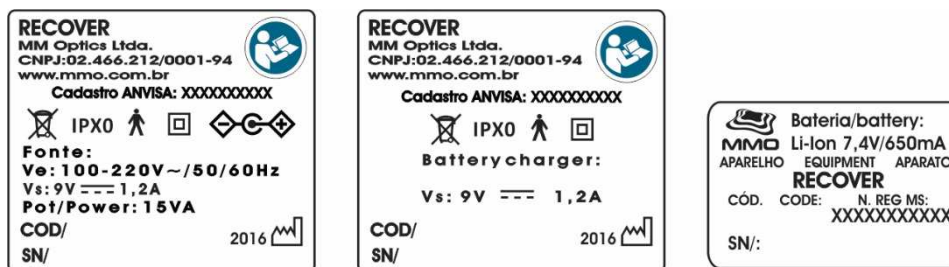 RECOVER
MM Optics Ltda.
CNPJ:02.466.212/0001-94
www.mmo.com.br
Cadastro ANVISA: XXXXXXXXXX
IPX0
Fonte:
Ve:100-220V~/50/60Hz
Vs:9V 1,2A
Pot/Power:15VA
COD/
2016
SN/
RECOVER
MM Optics Ltda.
CNPJ:02.466.212/0001-94
www.mmo.com.br
Cadastro ANVISA: XXXXXXXXXX
IPX0
Battery charger:
Vs: 9V 1,2A
COD/
2016
SN/
Bateria/battery:
MMO Li-Ion 7,4V/650mA
APARELHO EQUIPMENT APARATO
RECOVER
CÓD. CODE: N. REG MS:
XXXXXXXXXXX
SN/: